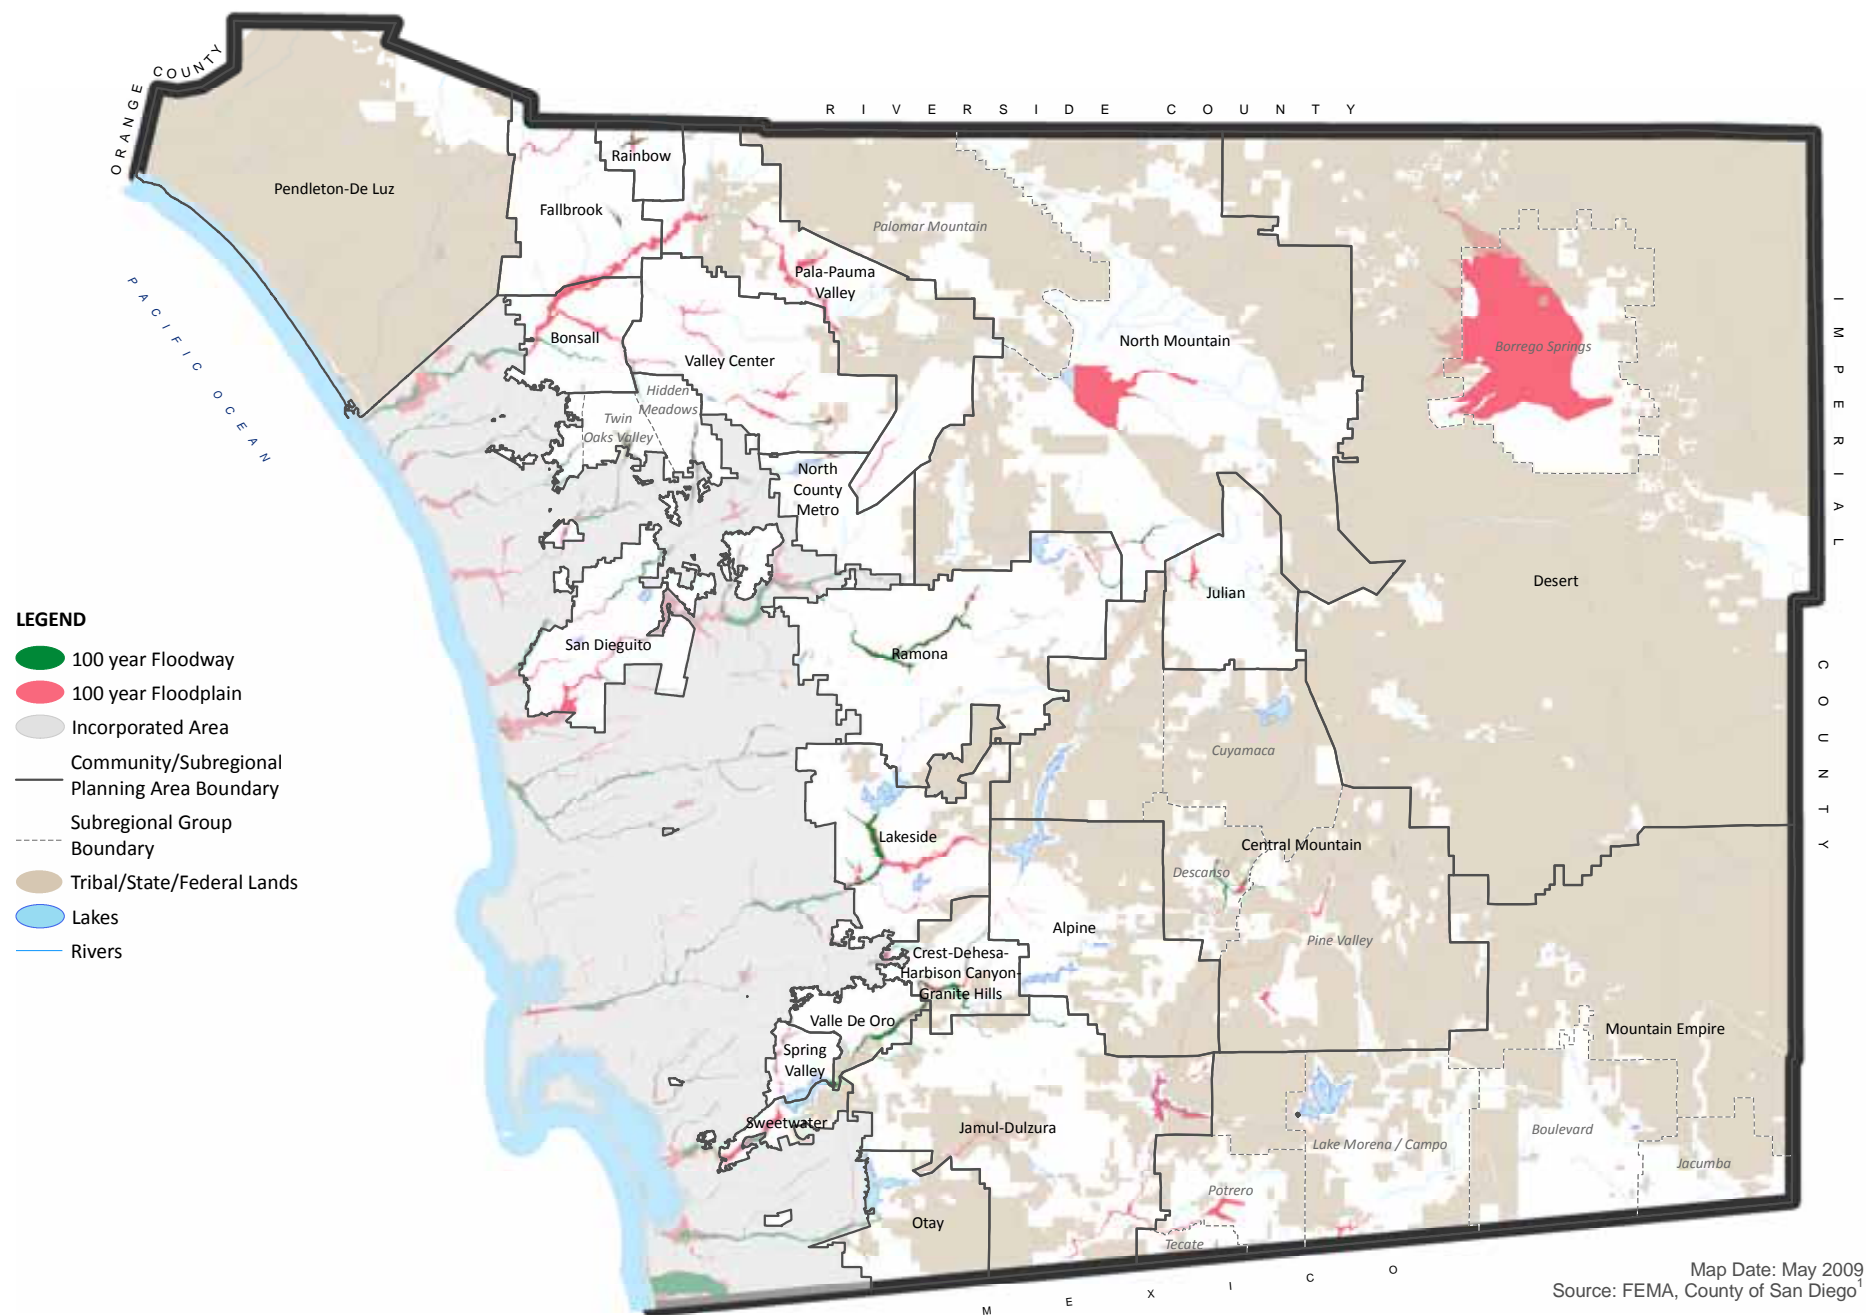 ORANGE COUNTY
RIVERSIDE COUNTY
IMPERIAL COUNTY
MEXICO
PACIFIC OCEAN
Pendleton-De Luz
Rainbow
Fallbrook
Palomar Mountain
Pala-Pauma
Valley
Bonsall
Valley Center
North Mountain
Borrego Springs
Hidden
Meadows
Twin
Oaks Valley
North
County
Metro
Desert
Julian
San Dieguito
Ramona
Cuyamaca
Lakeside
Central Mountain
Descanso
Alpine
Pine Valley
Crest-Dehesa-
Harbison Canyon-
Granite Hills
Valle De Oro
Spring
Valley
Sweetwater
Jamul-Dulzura
Mountain Empire
Lake Morena / Campo
Boulevard
Jacumba
Potrero
Otay
Tecate
LEGEND
100 year Floodway
100 year Floodplain
Incorporated Area
Community/Subregional
Planning Area Boundary
Subregional Group
Boundary
Tribal/State/Federal Lands
Lakes
Rivers
Map Date: May 2009
Source: FEMA, County of San Diego1